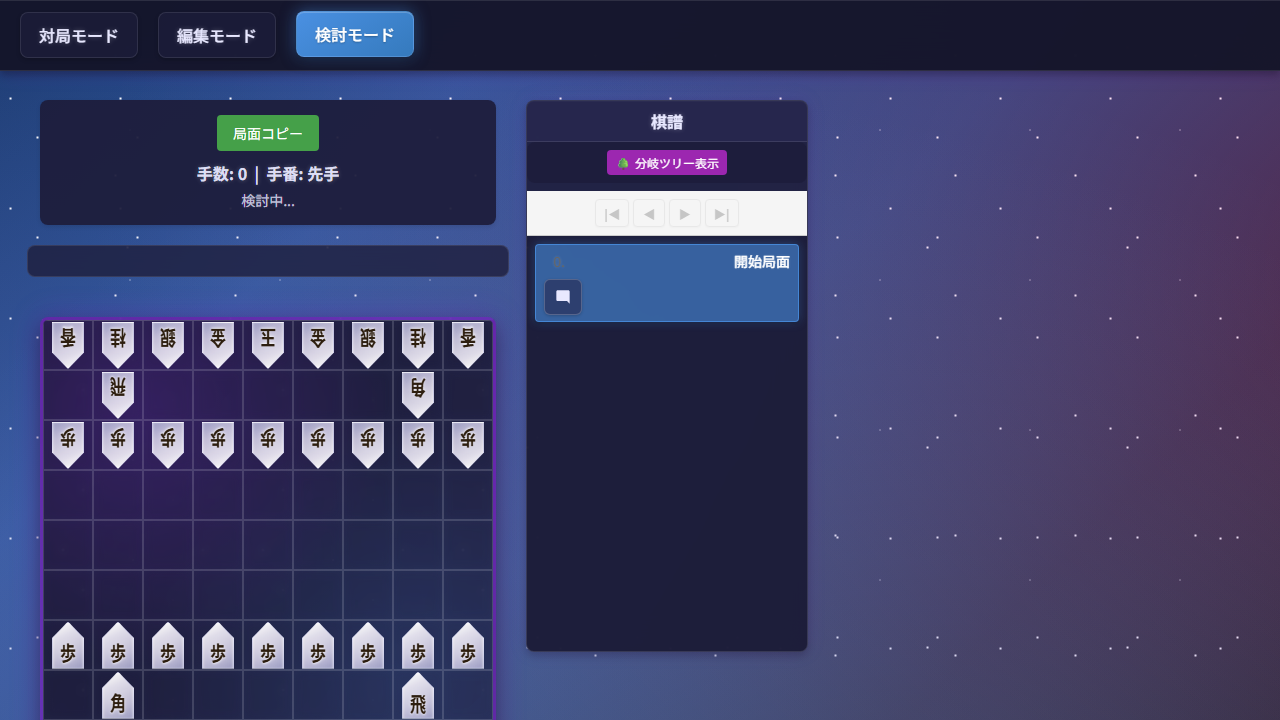 対局モード 編集モード 検討モード
局面コピー
手数: 0 | 手番: 先手
検討中...
棋譜
分岐ツリー表示
|◀ ◀ ▶ ▶|
開始局面
香 桂 銀 金 玉 金 銀 桂 香
飛 角
歩 歩 歩 歩 歩 歩 歩 歩 歩
歩 歩 歩 歩 歩 歩 歩 歩 歩
角 飛